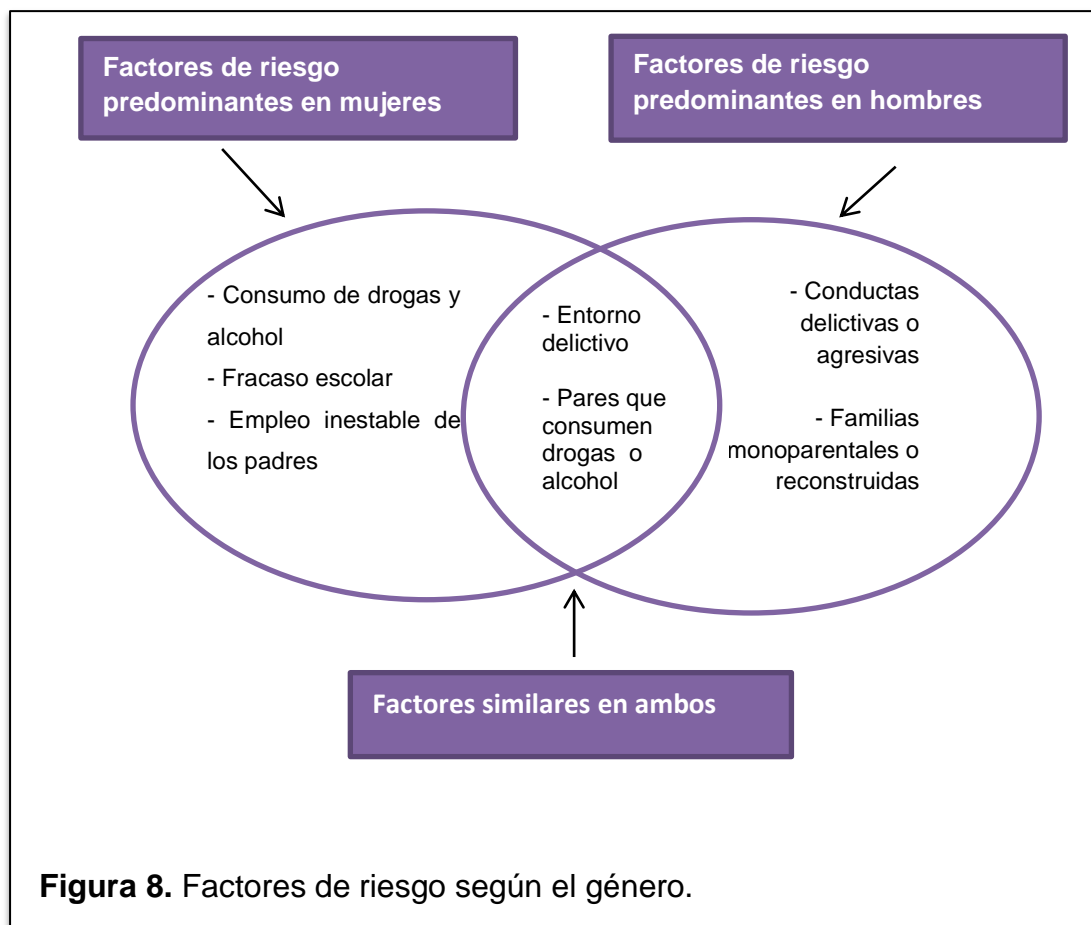 Factores de riesgo
predominantes en mujeres
Factores de riesgo
predominantes en hombres
- Consumo de drogas y
alcohol
- Fracaso escolar
- Empleo inestable de
los padres
- Entorno
delictivo
- Pares que
consumen
drogas o
alcohol
- Conductas
delictivas o
agresivas
- Familias
monoparentales o
reconstruidas
Factores similares en ambos
Figura 8. Factores de riesgo según el género.